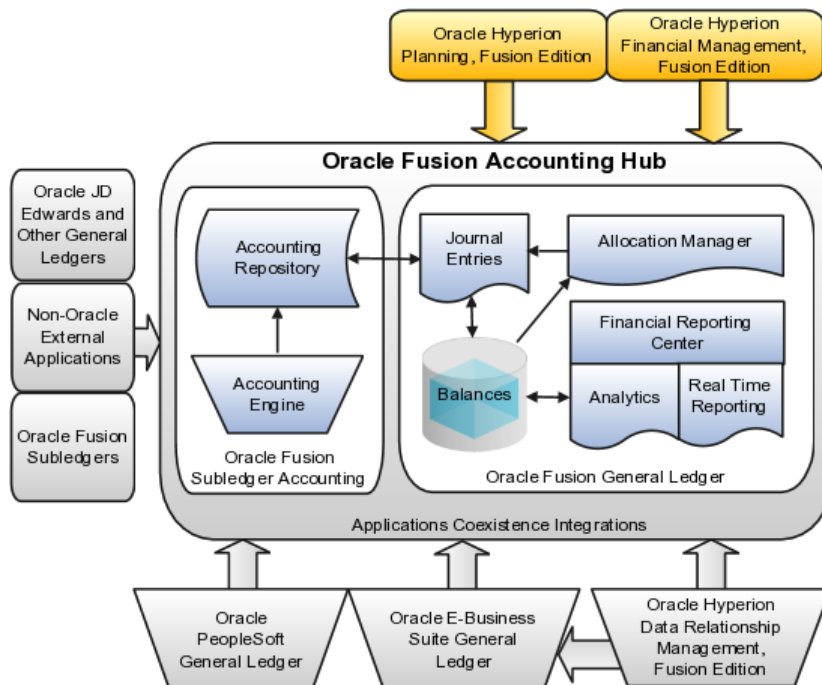 Oracle Hyperion
Planning, Fusion Edition
Oracle Hyperion
Financial Management,
Fusion Edition
Oracle Fusion Accounting Hub
Oracle JD
Edwards and
Other General
Ledgers
Non-Oracle
External
Applications
Oracle Fusion
Subledgers
Accounting
Repository
Accounting
Engine
Oracle Fusion
Subledger Accounting
Journal
Entries
Allocation Manager
Financial Reporting
Center
Balances
Analytics
Real Time
Reporting
Oracle Fusion General Ledger
Applications Coexistence Integrations
Oracle
PeopleSoft
General Ledger
Oracle E-Business
Suite General
Ledger
Oracle Hyperion
Data Relationship
Management,
Fusion Edition